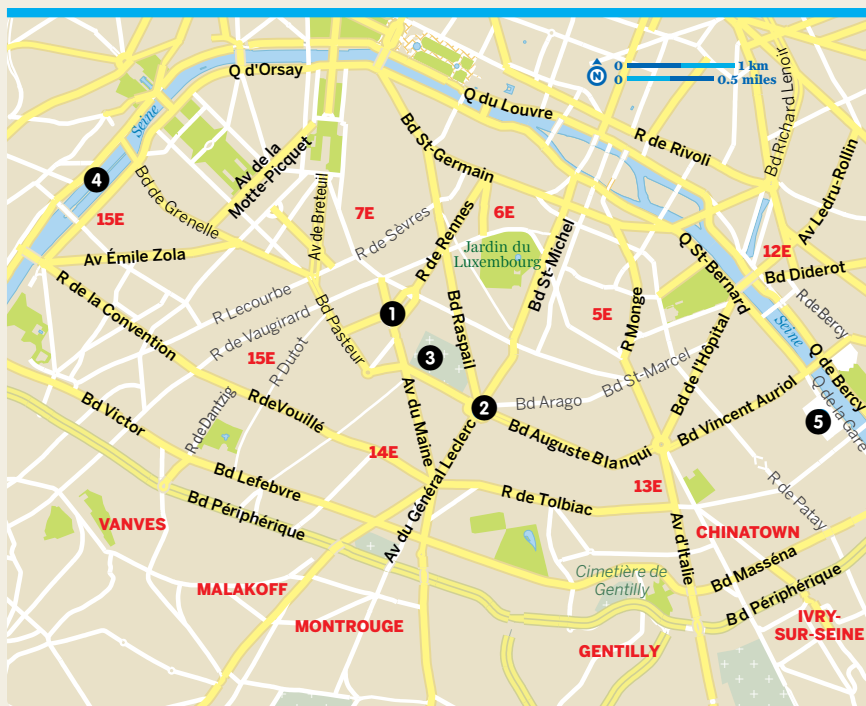 Q d'Orsay
0 1 km
N
0 0.5 miles
Bd Richard Lenoir
Seine
Q du Louvre
R de Rivoli
Bd St-Germain
Av de la
Motte-Picquet
4
Bd de Grenelle
Av Ledru-Rollin
15E
7E
R de Sèvres
R de Rennes
6E
Av de Breteuil
Jardin du
Luxembourg
Bd St-Michel
Av Émile Zola
12E
Q St-Bernard
Bd Diderot
R de la Convention
R Lecourbe
R de Vaugirard
Bd Pasteur
1
Bd Raspail
5E
R Monge
R de Bercy
Seine
15E
R Dutot
3
Bd de l'Hôpital
Q de Bercy
Q de la Gare
Bd St-Marcel
Bd Arago
Bd Victor
R de Dantzig
R de Vouillé
Av du Maine
2
Bd Vincent Auriol
5
Bd Auguste Blanqui
14E
Av du Général Leclerc
Bd Lefebvre
13E
R de Tolbiac
R de Patay
Bd Périphérique
VANVES
Av d'Italie
CHINATOWN
Cimetière de
Gentilly
Bd Masséna
MALAKOFF
Bd Périphérique
MONTROUGE
IVRY-
SUR-SEINE
GENTILLY